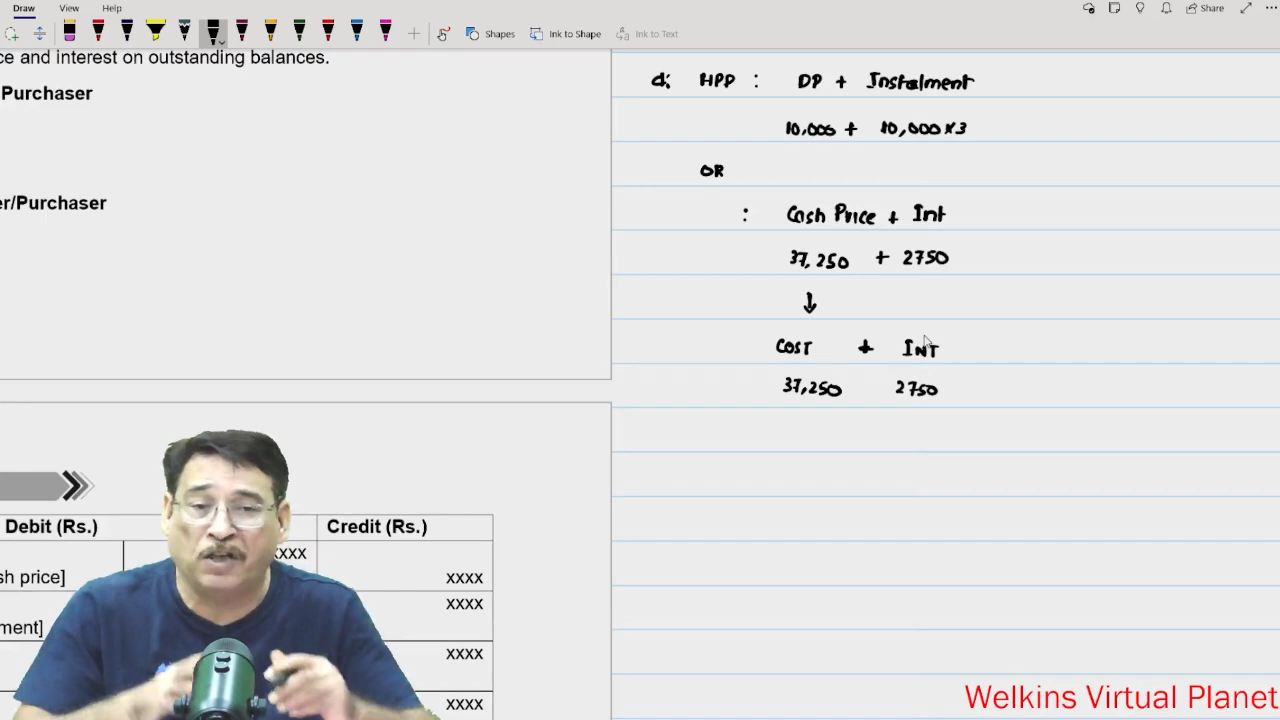 Draw View Help
Share
Shapes Ink to Shape Ink to Text
ce and interest on outstanding balances.
Purchaser
er/Purchaser
d: HPP : DP + Instalment
10,000 + 10,000 x 3
OR
: Cash Price + Int
37,250 + 2750
↓
COST + INT
37,250 2750
Debit (Rs.) Credit (Rs.)
xxxx
sh price] xxxx
xxxx
ment]
xxxx
xxxx
Welkins Virtual Planet